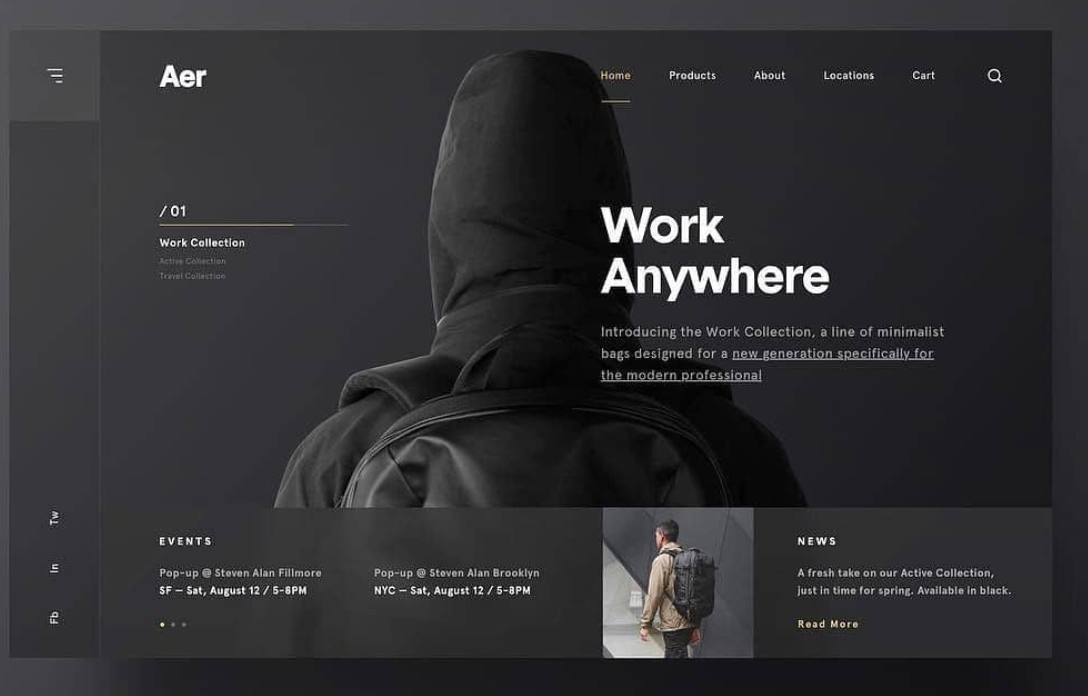 Aer
Home
Products
About
Locations
Cart
/ 01
Work Collection
Active Collection
Travel Collection
Work
Anywhere
Introducing the Work Collection, a line of minimalist
bags designed for a new generation specifically for
the modern professional
Tw
In
Fb
EVENTS
Pop-up @ Steven Alan Fillmore
SF — Sat, August 12 / 5-6PM
Pop-up @ Steven Alan Brooklyn
NYC — Sat, August 12 / 5-8PM
NEWS
A fresh take on our Active Collection,
just in time for spring. Available in black.
Read More